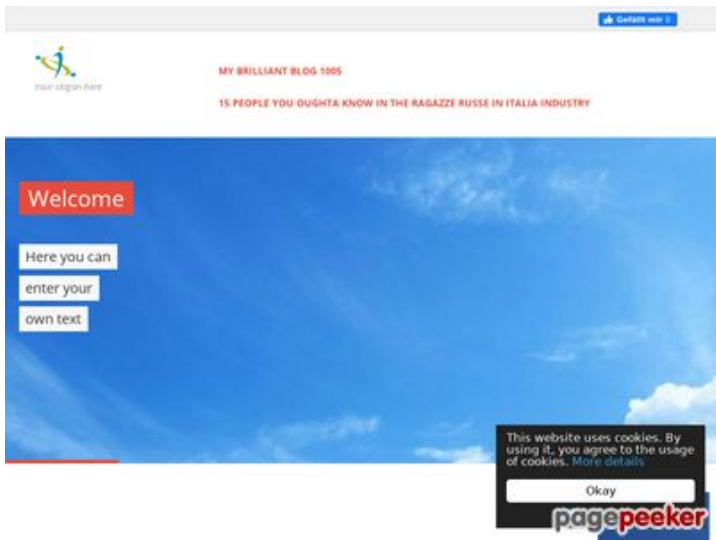 Gefällt mir 0
Your slogan here
MY BRILLIANT BLOG 1005
15 PEOPLE YOU OUGHTA KNOW IN THE RAGAZZE RUSSE IN ITALIA INDUSTRY
Welcome
Here you can
enter your
own text
This website uses cookies. By
using it, you agree to the usage
of cookies. More details
Okay
pagepeeker